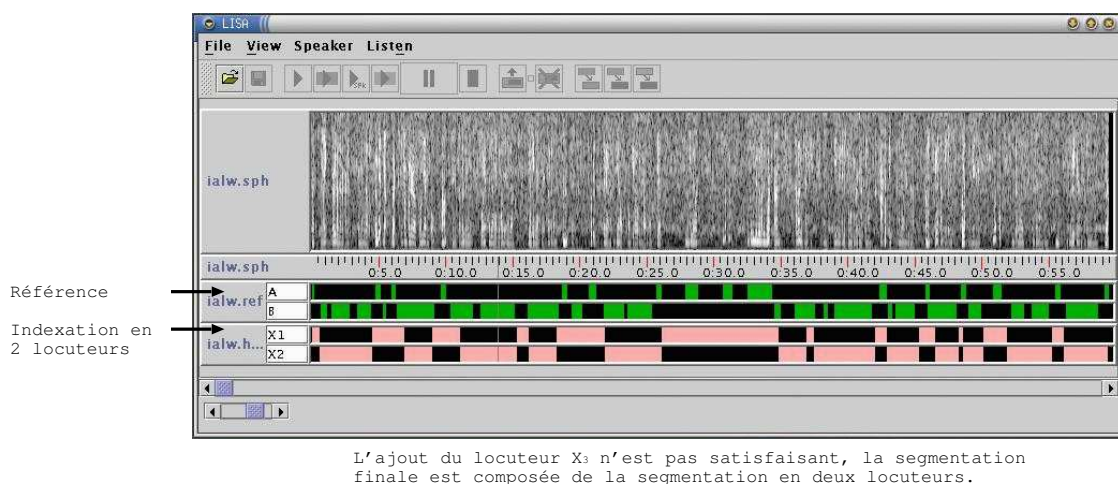 LISA
File View Speaker Listen
SPK
ialw.sph
ialw.sph
0:5.0 0:10.0 0:15.0 0:20.0 0:25.0 0:30.0 0:35.0 0:40.0 0:45.0 0:50.0 0:55.0
Référence
ialw.ref
A
B
Indexation en
2 locuteurs
ialw.h...
X1
X2
L'ajout du locuteur X3 n'est pas satisfaisant, la segmentation
finale est composée de la segmentation en deux locuteurs.